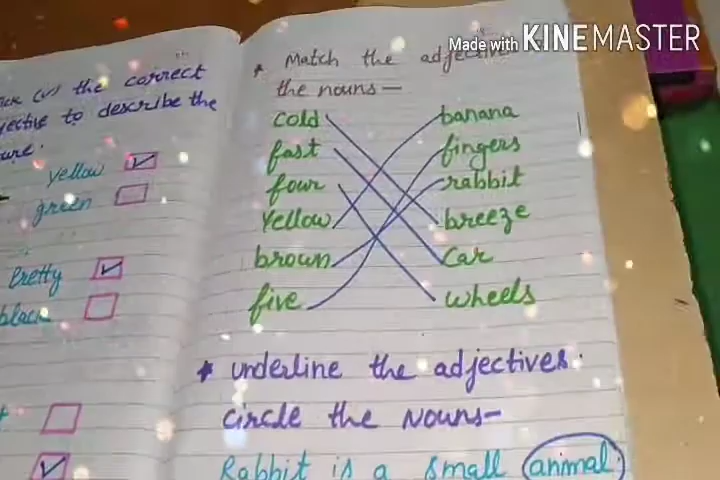 Made with KINEMASTER
(✓) the correct
to describe the
yellow ☑
green ☐
Pretty ☑
black ☐
☐
☑
* Match the
the nouns—
cold banana
fast fingers
four rabbit
Yellow breeze
brown car
five wheels
* underline the adjectives.
circle the Nouns—
Rabbit is a small animal.